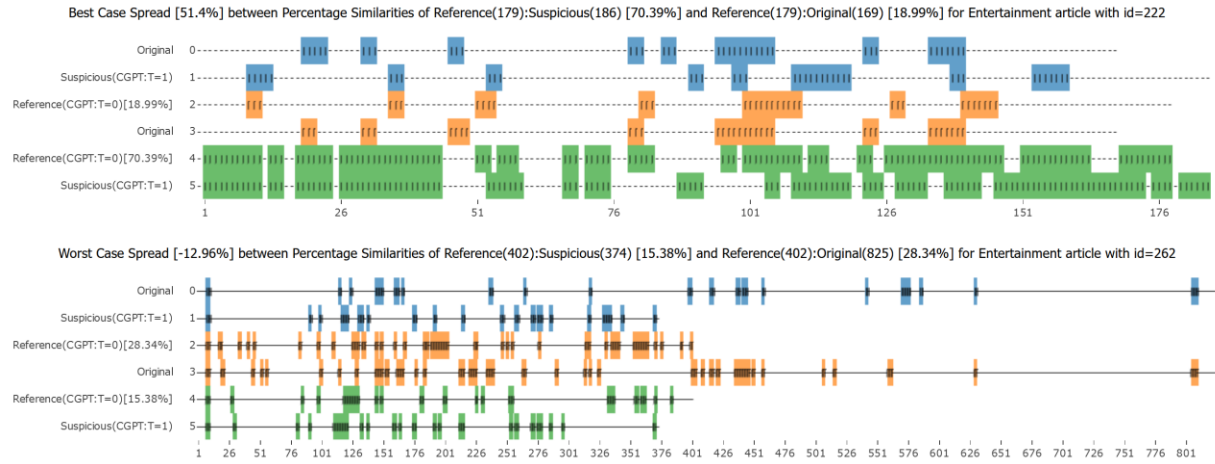 Best Case Spread [51.4%] between Percentage Similarities of Reference(179):Suspicious(186) [70.39%] and Reference(179):Original(169) [18.99%] for Entertainment article with id=222
Original 0
Suspicious(CGPT:T=1) 1
Reference(CGPT:T=0)[18.99%] 2
Original 3
Reference(CGPT:T=0)[70.39%] 4
Suspicious(CGPT:T=1) 5
1 26 51 76 101 126 151 176
Worst Case Spread [-12.96%] between Percentage Similarities of Reference(402):Suspicious(374) [15.38%] and Reference(402):Original(825) [28.34%] for Entertainment article with id=262
Original 0
Suspicious(CGPT:T=1) 1
Reference(CGPT:T=0)[28.34%] 2
Original 3
Reference(CGPT:T=0)[15.38%] 4
Suspicious(CGPT:T=1) 5
1 26 51 76 101 126 151 176 201 226 251 276 301 326 351 376 401 426 451 476 501 526 551 576 601 626 651 676 701 726 751 776 801